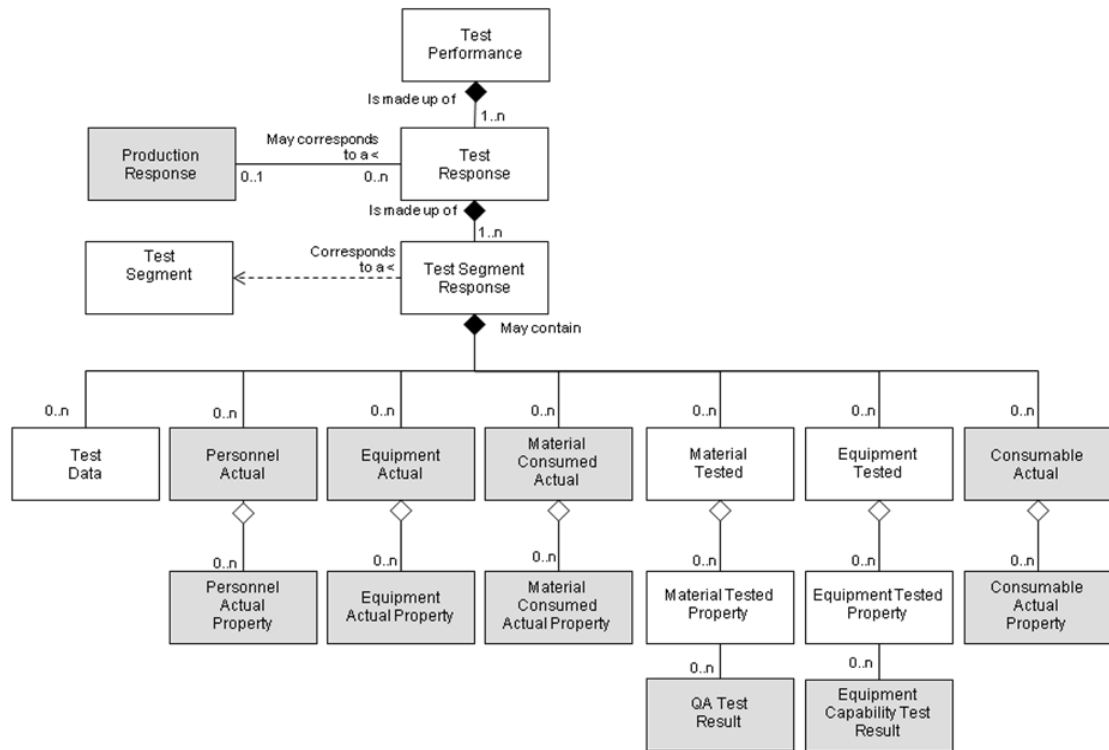 Test
Performance
Is made up of
1..n
May corresponds
to a <
Production
Response
0..1
0..n
Test
Response
Is made up of
1..n
Test
Segment
Corresponds
to a <
Test Segment
Response
May contain
0..n
0..n
0..n
0..n
0..n
0..n
0..n
Test
Data
Personnel
Actual
Equipment
Actual
Material
Consumed
Actual
Material
Tested
Equipment
Tested
Consumable
Actual
0..n
0..n
0..n
0..n
0..n
0..n
Personnel
Actual
Property
Equipment
Actual Property
Material
Consumed
Actual Property
Material Tested
Property
Equipment Tested
Property
Consumable
Actual
Property
0..n
0..n
QA Test
Result
Equipment
Capability Test
Result